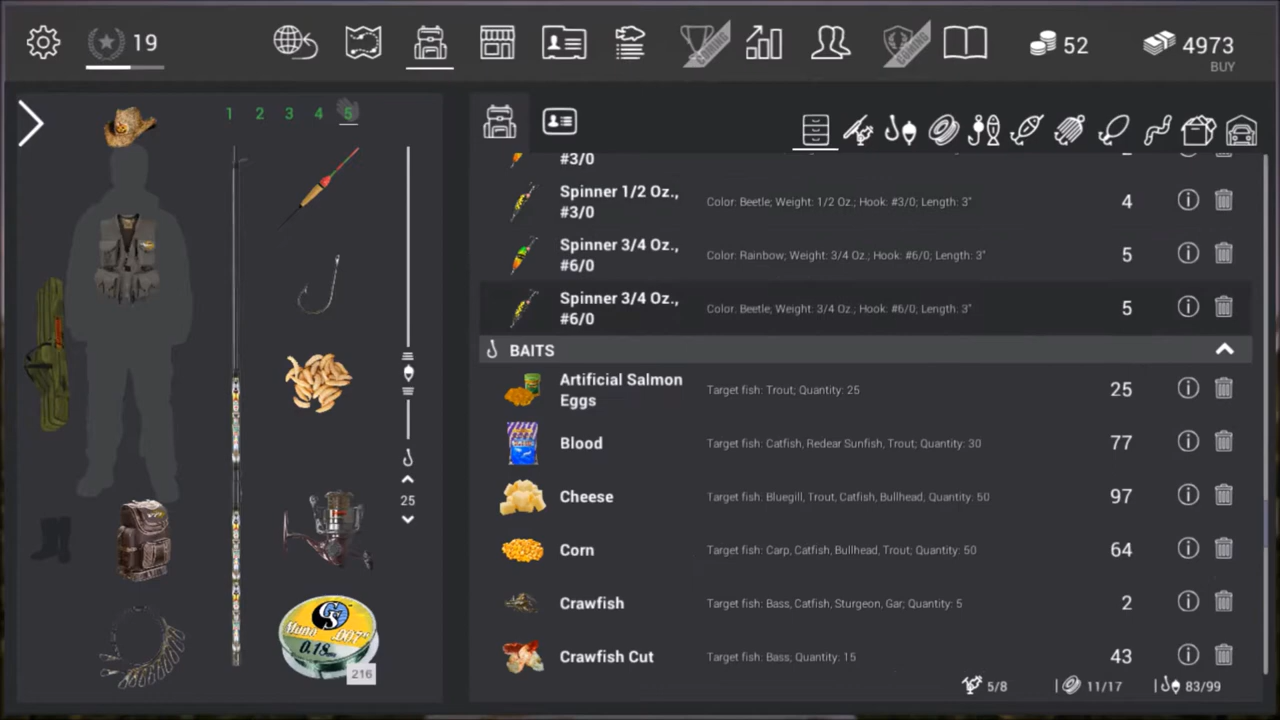 19
COMING
COMING
52
4973
BUY
1 2 3 4 5
#3/0
Spinner 1/2 Oz.,
#3/0
Color: Beetle; Weight: 1/2 Oz.; Hook: #3/0; Length: 3"
4
Spinner 3/4 Oz.,
#6/0
Color: Rainbow; Weight: 3/4 Oz.; Hook: #6/0; Length: 3"
5
Spinner 3/4 Oz.,
#6/0
Color: Beetle; Weight: 3/4 Oz.; Hook: #6/0; Length: 3"
5
BAITS
Artificial Salmon
Eggs
Target fish: Trout; Quantity: 25
25
Blood
Target fish: Catfish, Redear Sunfish, Trout; Quantity: 30
77
Cheese
Target fish: Bluegill, Trout, Catfish, Bullhead, Quantity: 50
97
Corn
Target fish: Carp, Catfish, Bullhead, Trout; Quantity: 50
64
Crawfish
Target fish: Bass, Catfish, Sturgeon, Gar; Quantity: 5
2
Crawfish Cut
Target fish: Bass, Quantity: 15
43
25
.007"
0.18mm
216
5/8
11/17
83/99